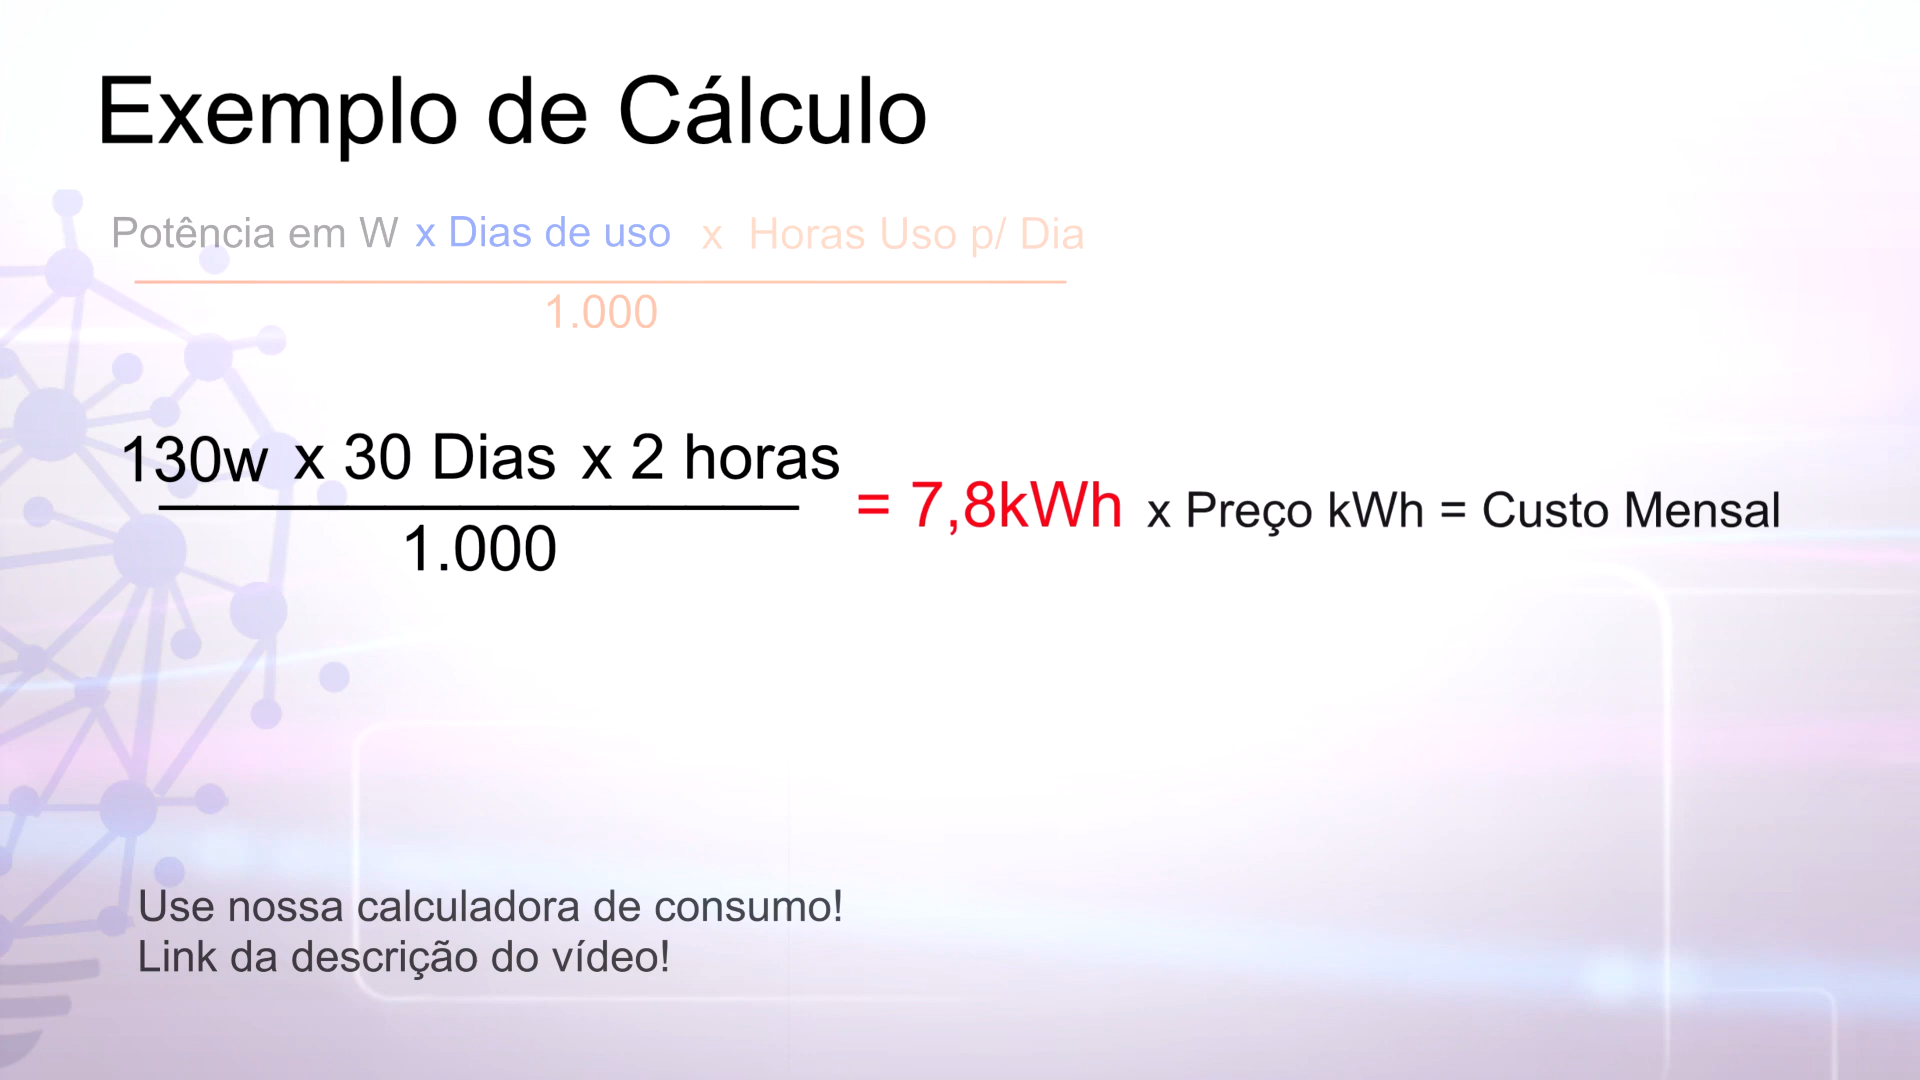 Exemplo de Cálculo
Potência em W x Dias de uso x Horas Uso p/ Dia
1.000
130w x 30 Dias x 2 horas
1.000
= 7,8kWh x Preço kWh = Custo Mensal
Use nossa calculadora de consumo!
Link da descrição do vídeo!